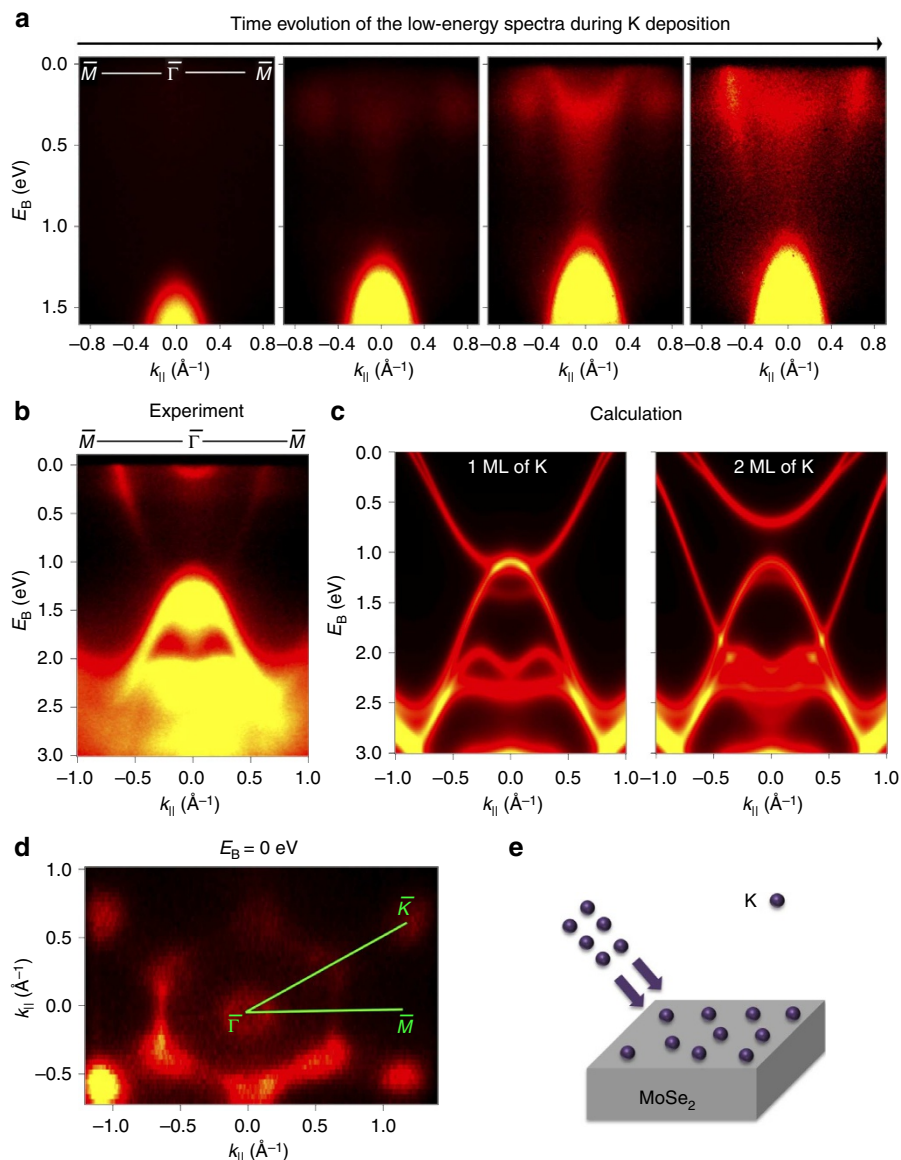 a
Time evolution of the low-energy spectra during K deposition
M̅ Γ̅ M̅
0.0
0.5
1.0
1.5
E_B (eV)
−0.8 −0.4 0.0 0.4 0.8
−0.8 −0.4 0.0 0.4 0.8
−0.8 −0.4 0.0 0.4 0.8
−0.8 −0.4 0.0 0.4 0.8
k_|| (Å⁻¹)
k_|| (Å⁻¹)
k_|| (Å⁻¹)
k_|| (Å⁻¹)
b
Experiment
M̅ Γ̅ M̅
0.0
0.5
1.0
1.5
2.0
2.5
3.0
E_B (eV)
−1.0 −0.5 0.0 0.5 1.0
k_|| (Å⁻¹)
c
Calculation
1 ML of K
2 ML of K
0.0
0.5
1.0
1.5
2.0
2.5
3.0
E_B (eV)
−1.0 −0.5 0.0 0.5 1.0
−1.0 −0.5 0.0 0.5 1.0
k_|| (Å⁻¹)
k_|| (Å⁻¹)
d
E_B = 0 eV
1.0
0.5
0.0
−0.5
k_|| (Å⁻¹)
K̅
Γ̅
M̅
−1.0 −0.5 0.0 0.5 1.0
k_|| (Å⁻¹)
e
K
MoSe₂